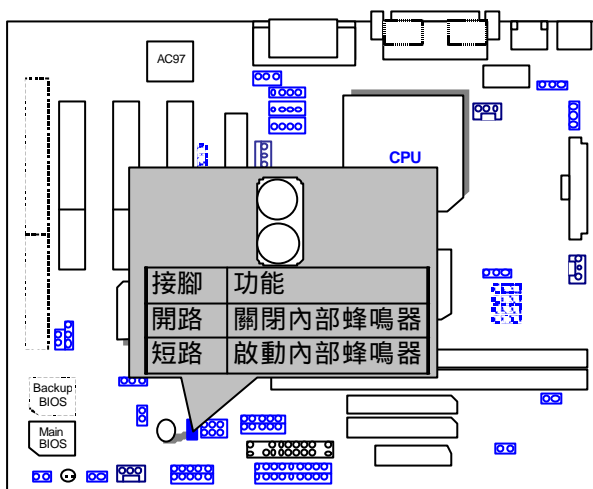 AC97
CPU
接腳 功能
開路 關閉內部蜂鳴器
短路 啟動內部蜂鳴器
Backup
BIOS
Main
BIOS